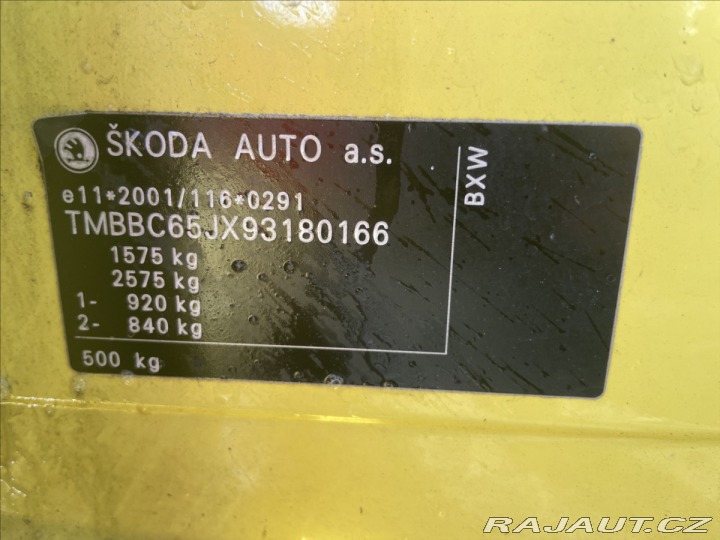 ŠKODA AUTO a.s.
e11*2001/116*0291
TMBBC65JX93180166
1575 kg
2575 kg
1- 920 kg
2- 840 kg
500 kg
BXW
RAJAUT.CZ